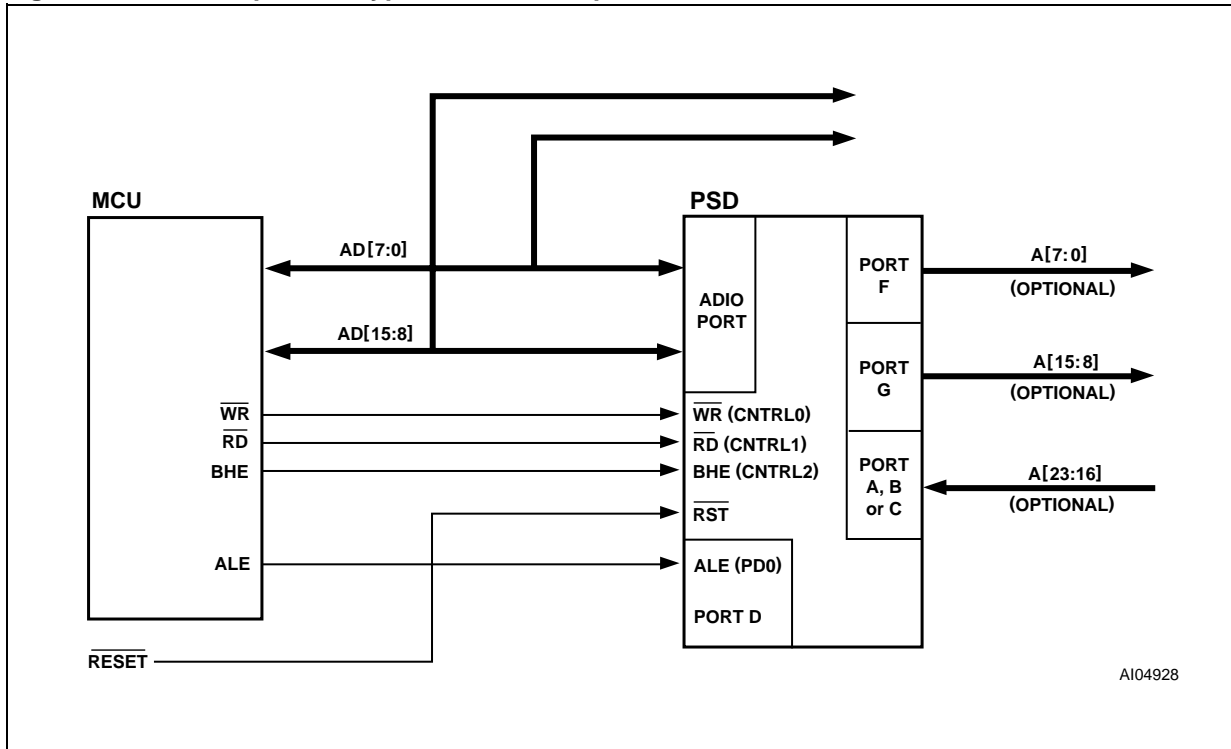 MCU
PSD
AD[7:0]
AD[15:8]
ADIO
PORT
PORT
F
A[7:0]
(OPTIONAL)
PORT
G
A[15:8]
(OPTIONAL)
PORT
A, B
or C
A[23:16]
(OPTIONAL)
WR
WR (CNTRL0)
RD
RD (CNTRL1)
BHE
BHE (CNTRL2)
RST
ALE
ALE (PD0)
PORT D
RESET
AI04928